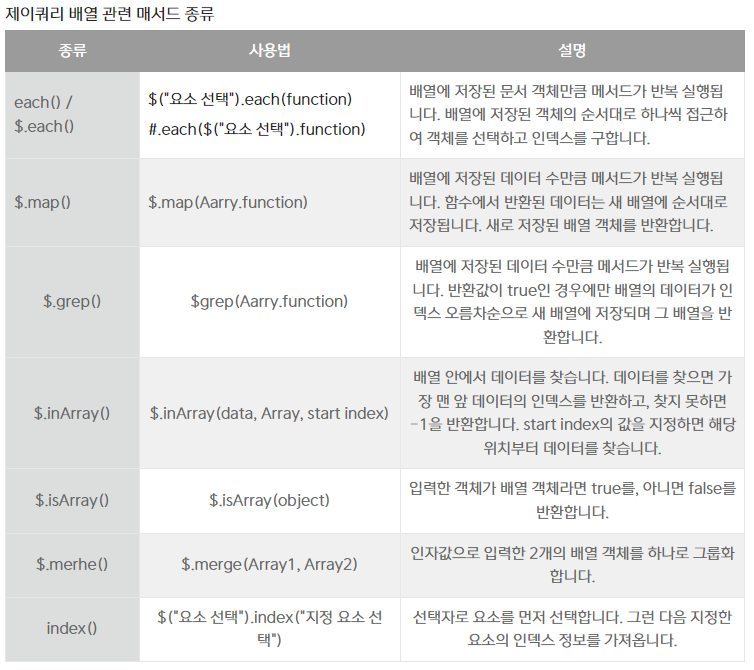 제이쿼리 배열 관련 매서드 종류
종류 사용법 설명
each() /
$.each()
$("요소 선택").each(function)
#.each($("요소 선택").function)
배열에 저장된 문서 객체만큼 메서드가 반복 실행됩
니다. 배열에 저장된 객체의 순서대로 하나씩 접근하
여 객체를 선택하고 인덱스를 구합니다.
$.map()
$.map(Aarry.function)
배열에 저장된 데이터 수만큼 메서드가 반복 실행됩
니다. 함수에서 반환된 데이터는 새 배열에 순서대로
저장됩니다. 새로 저장된 배열 객체를 반환합니다.
$.grep()
$grep(Aarry.function)
배열에 저장된 데이터 수만큼 메서드가 반복 실행됩
니다. 반환값이 true인 경우에만 배열의 데이터가 인
덱스 오름차순으로 새 배열에 저장되며 그 배열을 반
환합니다.
$.inArray()
$.inArray(data, Array, start index)
배열 안에서 데이터를 찾습니다. 데이터를 찾으면 가
장 맨 앞 데이터의 인덱스를 반환하고, 찾지 못하면
-1을 반환합니다. start index의 값을 지정하면 해당
위치부터 데이터를 찾습니다.
$.isArray()
$.isArray(object)
입력한 객체가 배열 객체라면 true를, 아니면 false를
반환합니다.
$.merhe()
$.merge(Array1, Array2)
인자값으로 입력한 2개의 배열 객체를 하나로 그룹화
합니다.
index()
$("요소 선택").index("지정 요소 선
택")
선택자로 요소를 먼저 선택합니다. 그런 다음 지정한
요소의 인덱스 정보를 가져옵니다.